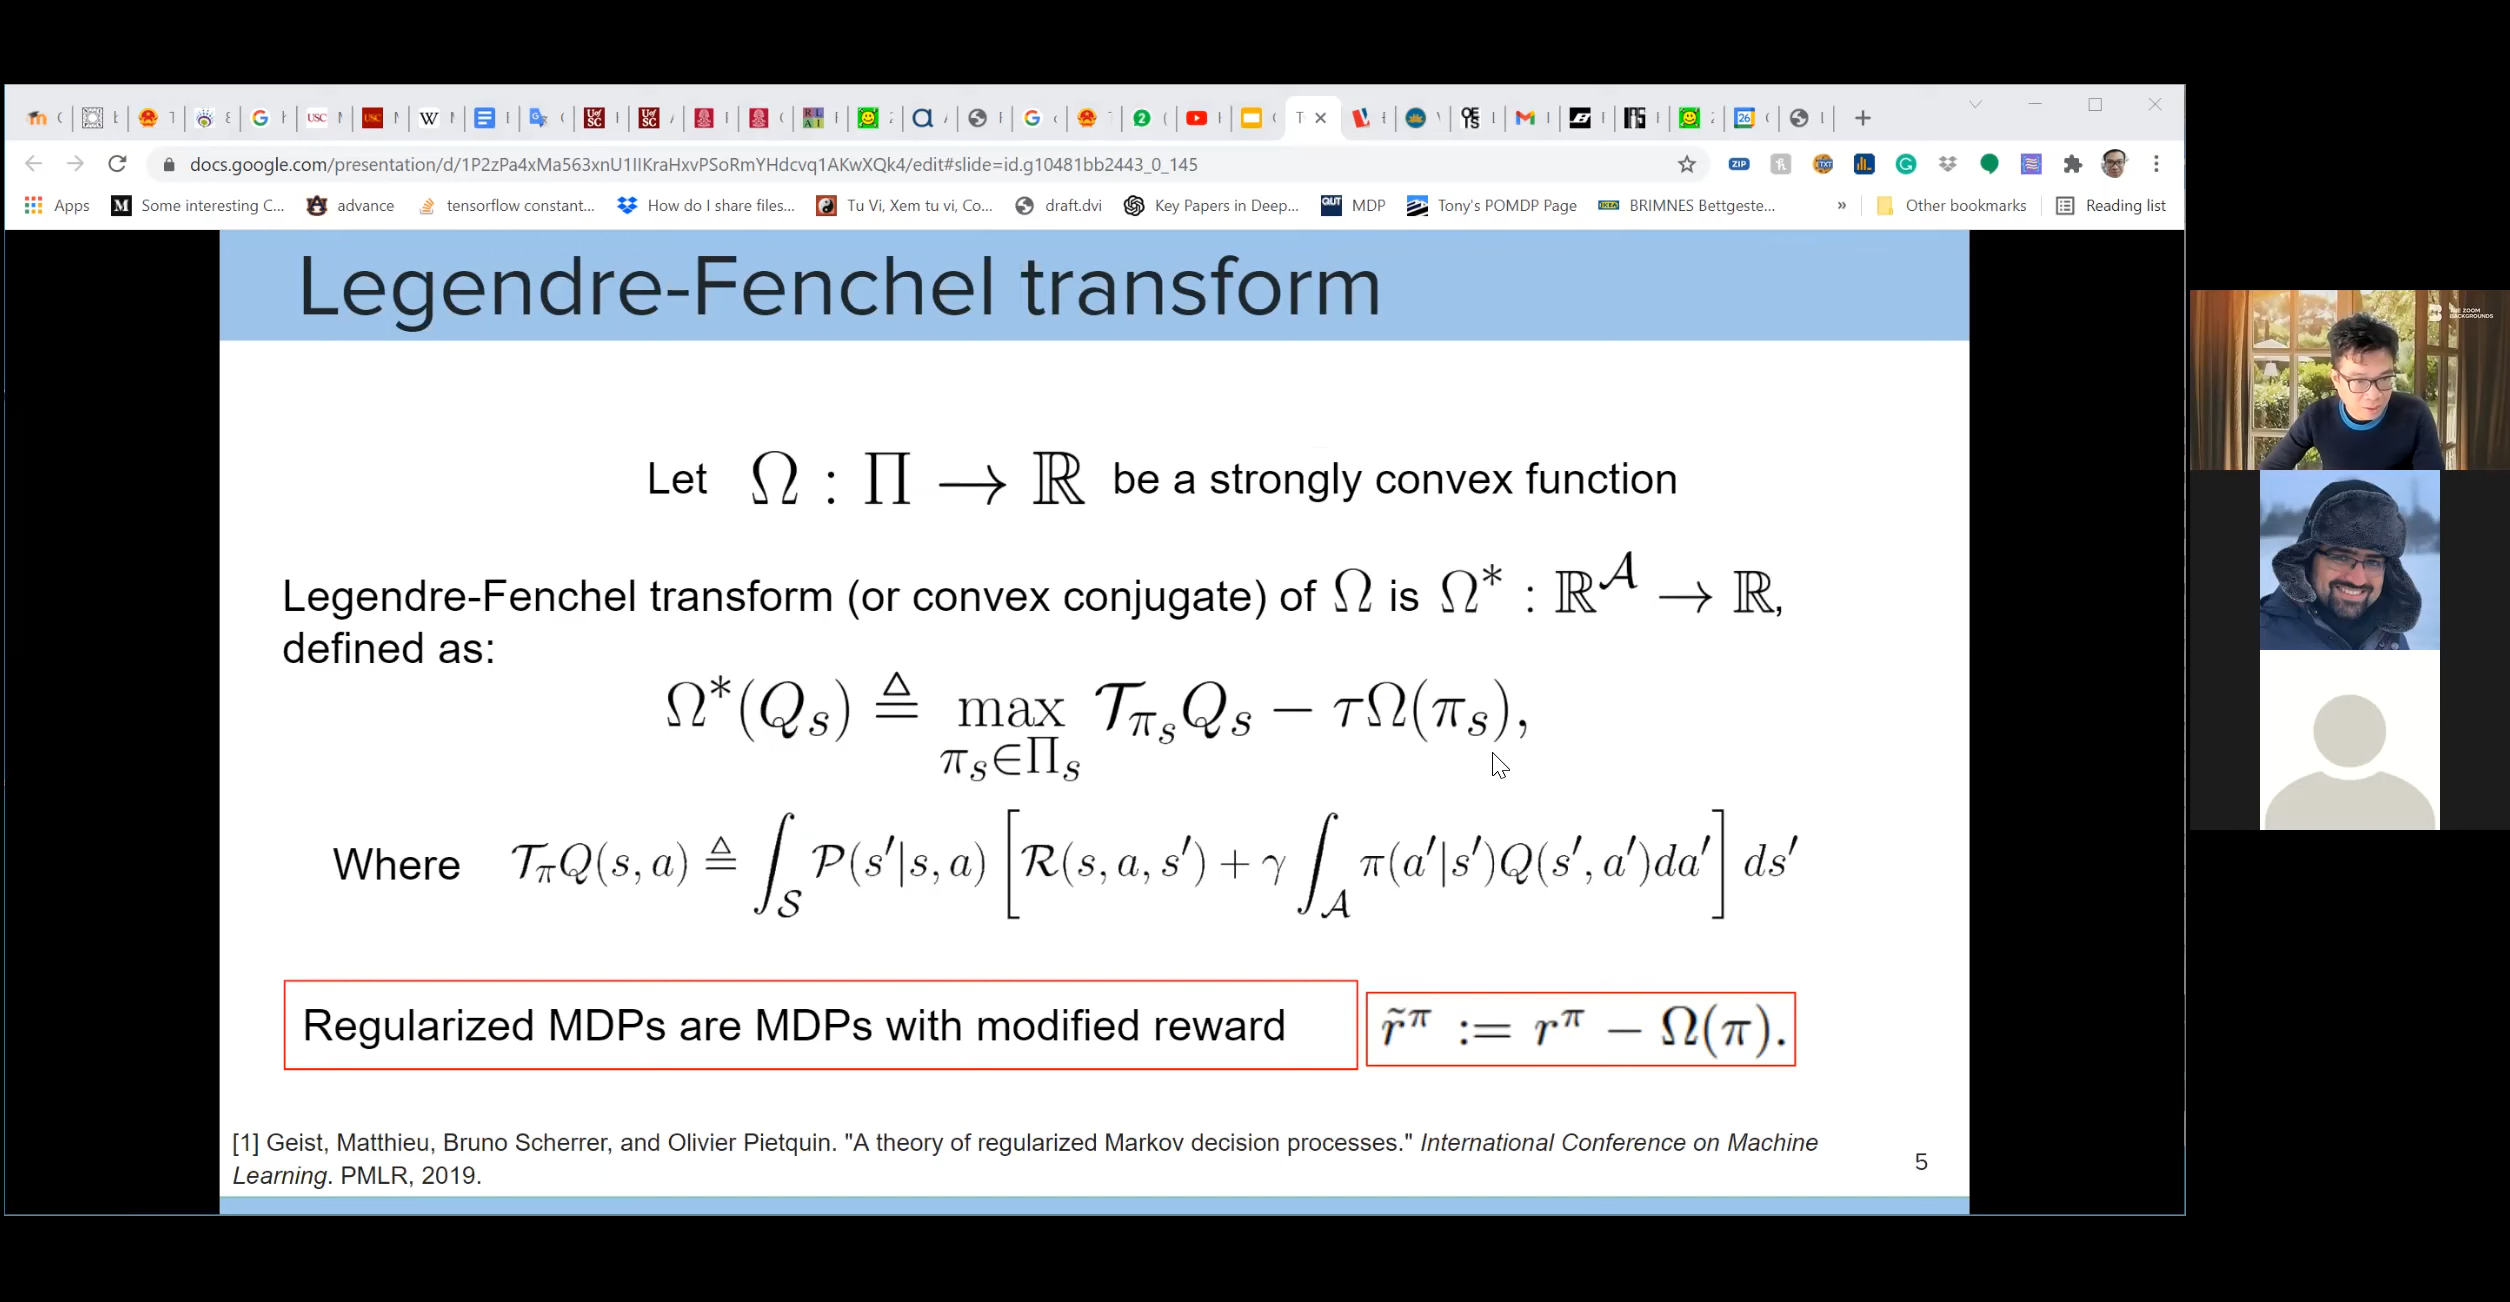 docs.google.com/presentation/d/1P2zPa4xMa563xnU1IIKraHxvPSoRmYHdcvq1AKwXQk4/edit#slide=id.g10481bb2443_0_145
Apps Some interesting C... advance tensorflow constant... How do I share files... Tu Vi, Xem tu vi, Co... draft.dvi Key Papers in Deep... MDP Tony's POMDP Page BRIMNES Bettgeste... » Other bookmarks Reading list
Legendre-Fenchel transform
Let Ω : Π → ℝ be a strongly convex function
Legendre-Fenchel transform (or convex conjugate) of Ω is Ω* : ℝ^𝒜 → ℝ,
defined as:
Ω*(Q_s) ≜ max_{π_s∈Π_s} 𝒯_{π_s}Q_s − τΩ(π_s),
Where 𝒯_πQ(s, a) ≜ ∫_𝒮 𝒫(s′|s, a) [ℛ(s, a, s′) + γ ∫_𝒜 π(a′|s′)Q(s′, a′)da′] ds′
Regularized MDPs are MDPs with modified reward r̃^π := r^π − Ω(π).
[1] Geist, Matthieu, Bruno Scherrer, and Olivier Pietquin. "A theory of regularized Markov decision processes." International Conference on Machine
Learning. PMLR, 2019.
5